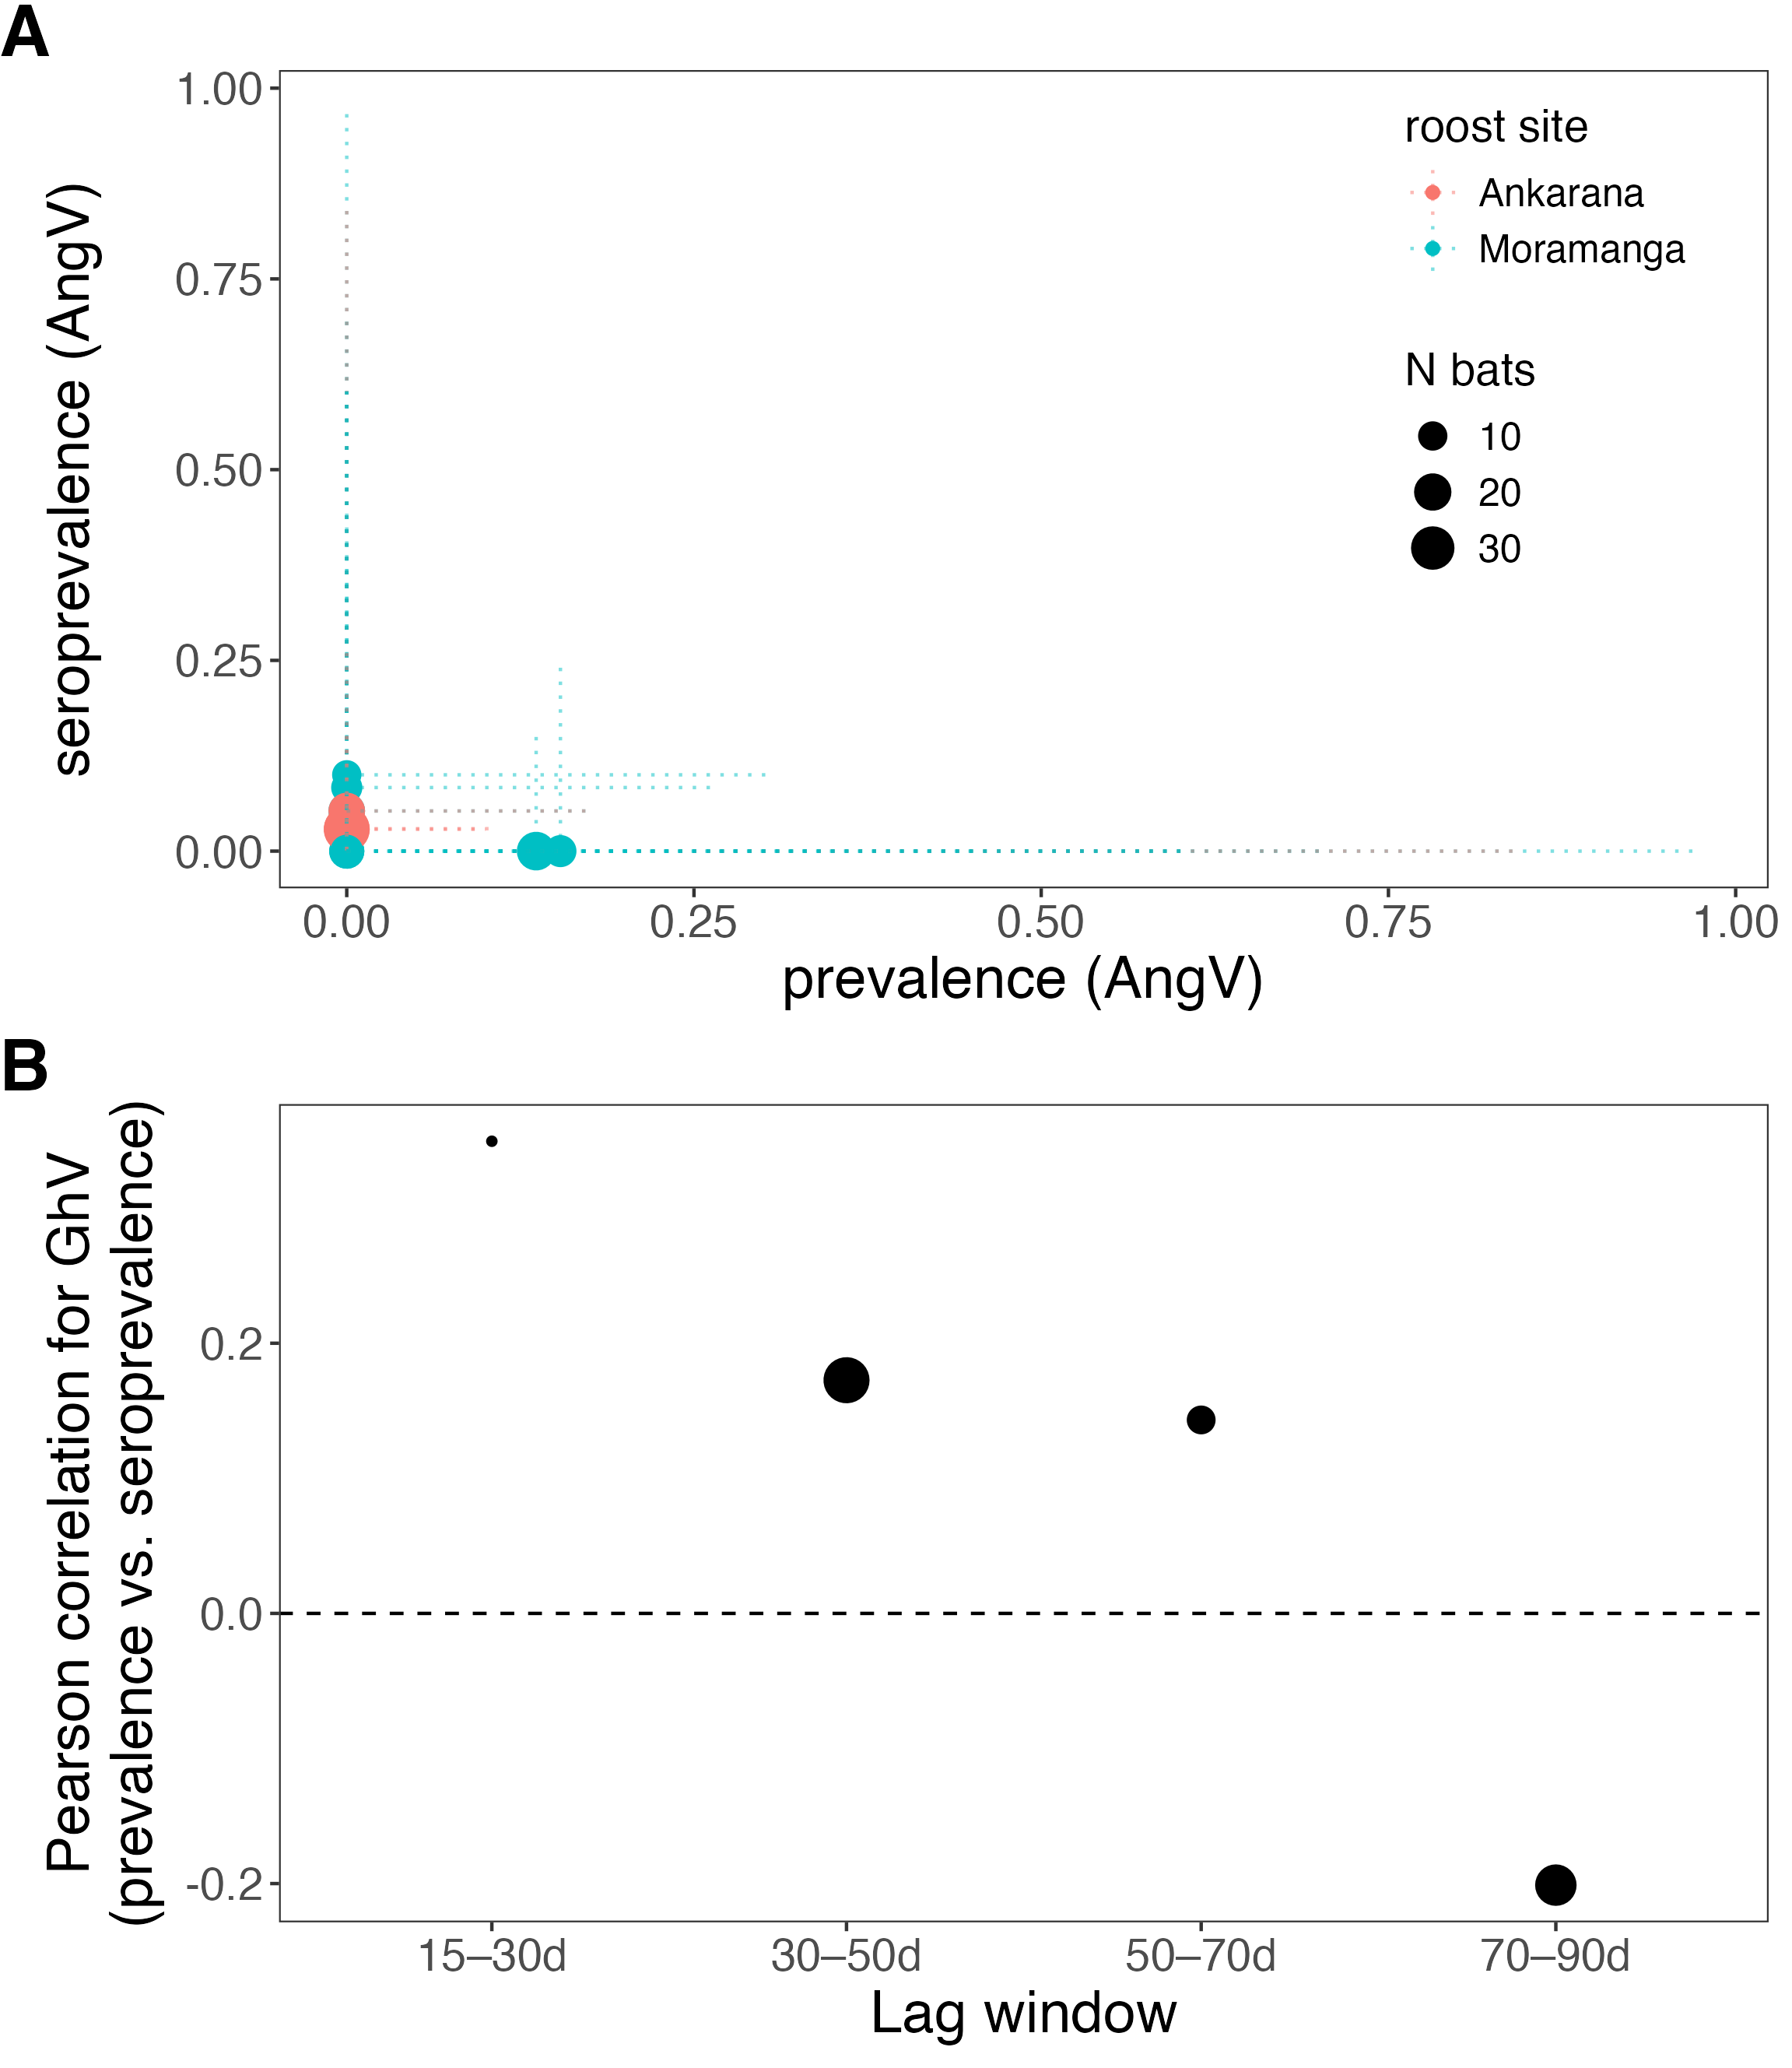 A
seroprevalence (AngV)
1.00
0.75
0.50
0.25
0.00
roost site
Ankarana
Moramanga
N bats
10
20
30
0.00 0.25 0.50 0.75 1.00
prevalence (AngV)
B
Pearson correlation for GhV
(prevalence vs. seroprevalence)
0.2
0.0
-0.2
15–30d 30–50d 50–70d 70–90d
Lag window